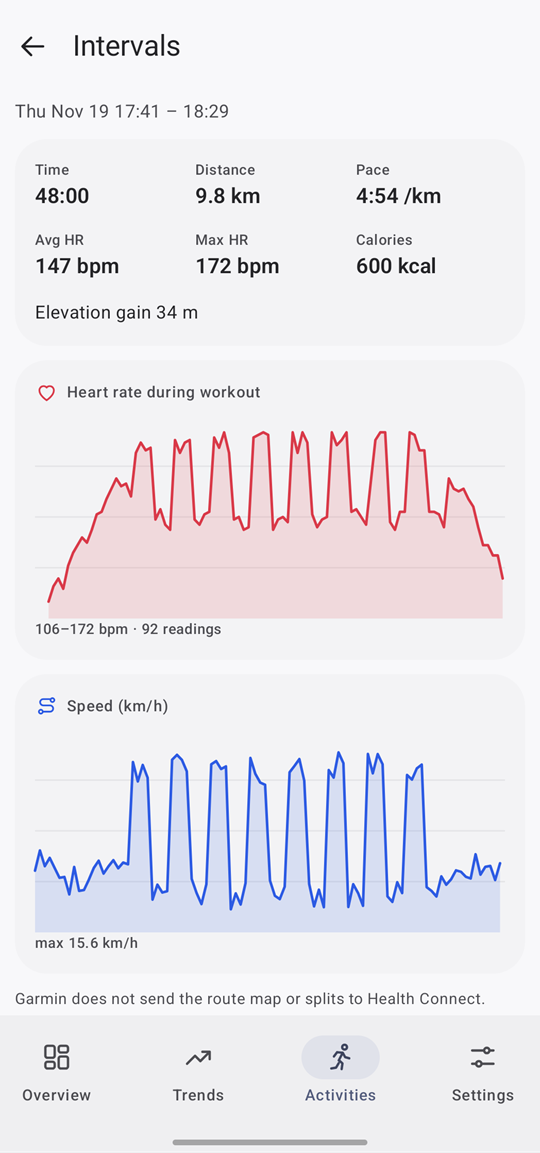 Intervals
Thu Nov 19 17:41 – 18:29
Time Distance Pace
48:00 9.8 km 4:54 /km
Avg HR Max HR Calories
147 bpm 172 bpm 600 kcal
Elevation gain 34 m
Heart rate during workout
106–172 bpm · 92 readings
Speed (km/h)
max 15.6 km/h
Garmin does not send the route map or splits to Health Connect.
Overview Trends Activities Settings